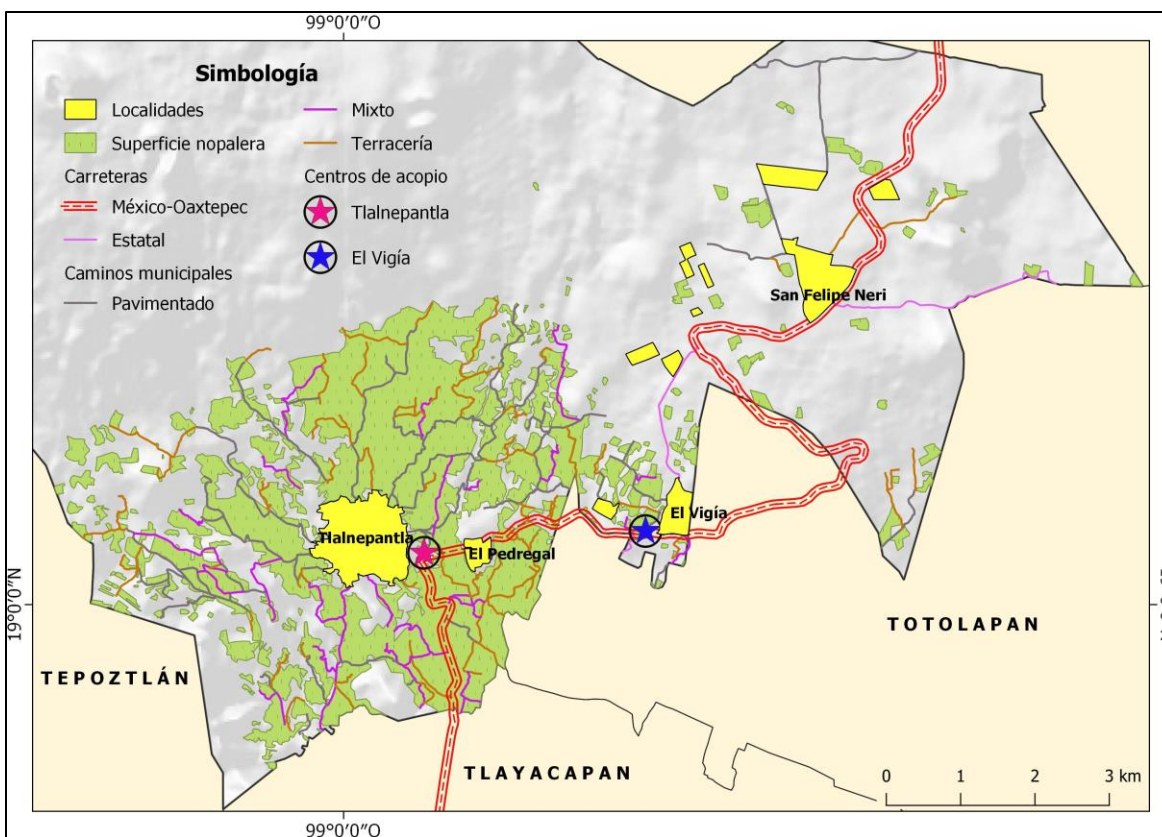 99°0′0″O
Simbología
Localidades
Superficie nopalera
Carreteras
México-Oaxtepec
Estatal
Caminos municipales
Pavimentado
Mixto
Terracería
Centros de acopio
Tlalnepantla
El Vigía
San Felipe Neri
El Vigía
Tlalnepantla
El Pedregal
19°0′0″N
TOTOLAPAN
TEPOZTLÁN
TLAYACAPAN
0 1 2 3 km
99°0′0″O